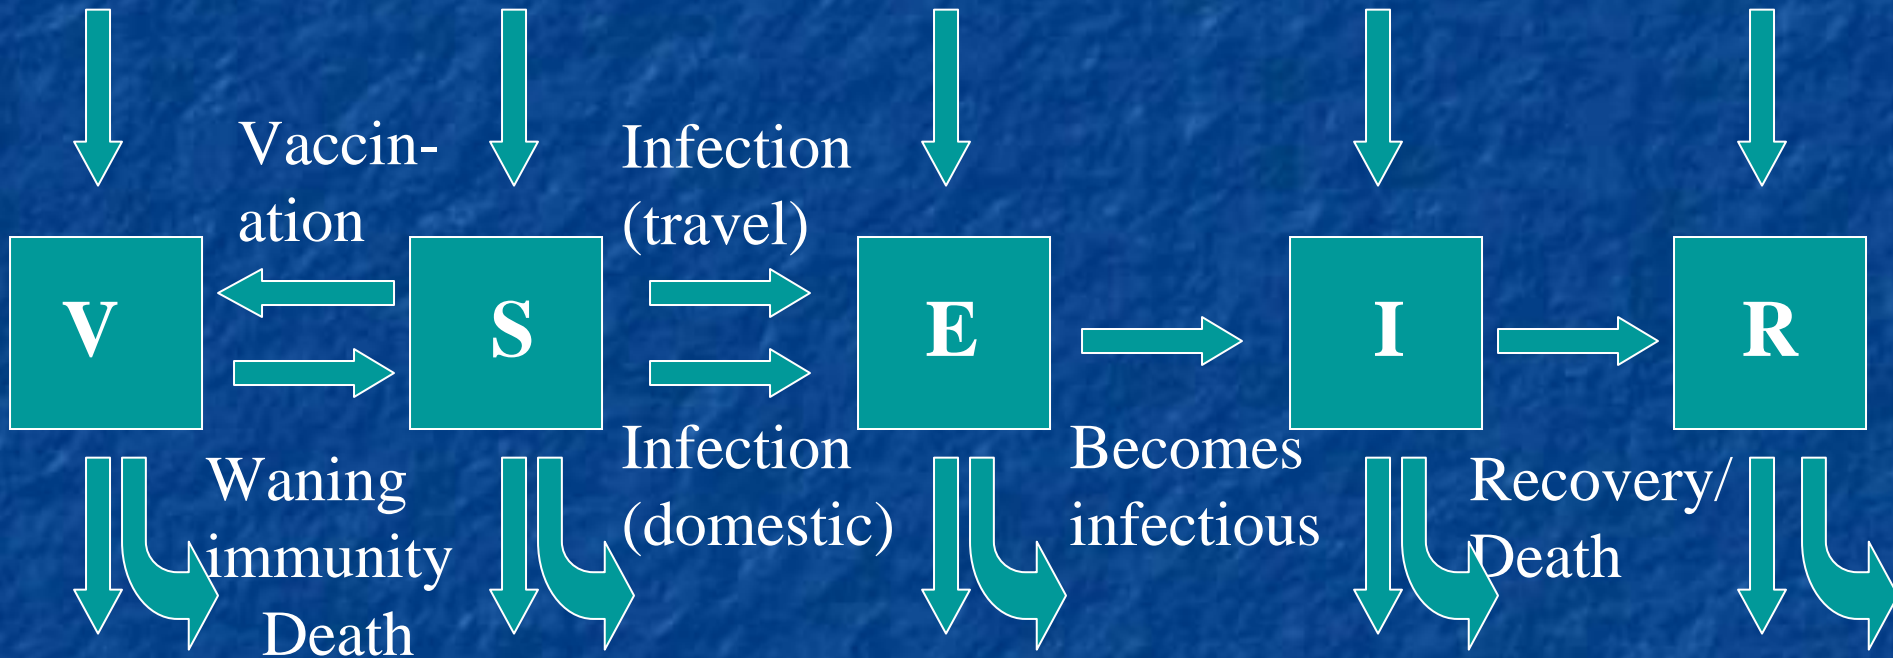 Vaccin-
ation
Infection
(travel)
V
S
E
I
R
Waning
immunity
Death
Infection
(domestic)
Becomes
infectious
Recovery/
Death